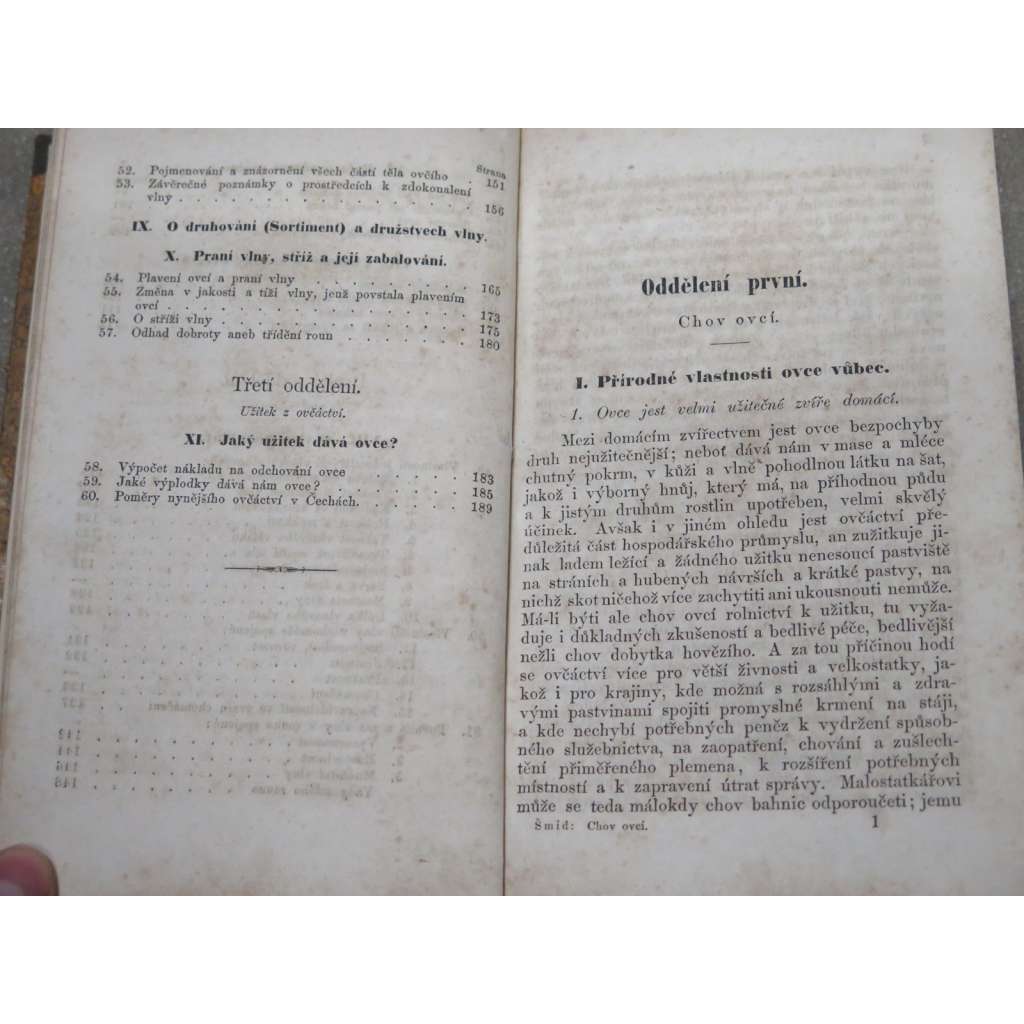 Strana
52. Pojmenování a znázornění všech částí těla ovčího . 151
53. Závěrečné poznámky o prostředcích k zdokonalení
vlny . . . . . . . . . . . . . . . 156
IX. O druhování (Sortiment) a družstvech vlny.
X. Praní vlny, stříž a její zabalování.
54. Plavení ovcí a praní vlny . . . . . . . . 165
55. Změna v jakosti a tíži vlny, jenž povstala plavením
ovcí . . . . . . . . . . . . . . . 173
56. O stříži vlny . . . . . . . . . . . . 175
57. Odhad dobroty aneb třídění roun . . . . . . 180
Třetí oddělení.
Užitek z ovčáctví.
XI. Jaký užitek dává ovce?
58. Výpočet nákladu na odchování ovce . . . . . 183
59. Jaké výplodky dává nám ovce? . . . . . . 185
60. Poměry nynějšího ovčáctví v Čechách. . . . . . 189
Oddělení první.
Chov ovcí.
I. Přírodné vlastnosti ovce vůbec.
1. Ovce jest velmi užitečné zvíře domácí.
Mezi domácím zvířectvem jest ovce bezpochyby
druh nejužitečnější; neboť dává nám v mase a mléce
chutný pokrm, v kůži a vlně pohodlnou látku na šat,
jakož i výborný hnůj, který má, na příhodnou půdu
a k jistým druhům rostlin upotřeben, velmi skvělý
účinek. Avšak i v jiném ohledu jest ovčáctví pře-
důležitá část hospodářského průmyslu, an zužitkuje ji-
nak ladem ležící a žádného užitku nenesoucí pastviště
na stráních a hubených návrších a krátké pastvy, na
nichž skot ničehož více zachytiti ani ukousnouti nemůže.
Má-li býti ale chov ovcí rolnictví k užitku, tu vyža-
duje i důkladných zkušeností a bedlivé péče, bedlivější
nežli chov dobytka hovězího. A za tou příčinou hodí
se ovčáctví více pro větší živnosti a velkostatky, ja-
kož i pro krajiny, kde možná s rozsáhlými a zdra-
vými pastvinami spojiti promyslné krmení na stáji,
a kde nechybí potřebných peněz k vydržení způsob-
ného služebnictva, na zaopatření, chování a zušlech-
tění přiměřeného plemena, k rozšíření potřebných
místností a k zapravení útrat správy. Malostatkářovi
může se teda málokdy chov bahnic odporoučeti; jemu
Šmíd: Chov ovcí. 1